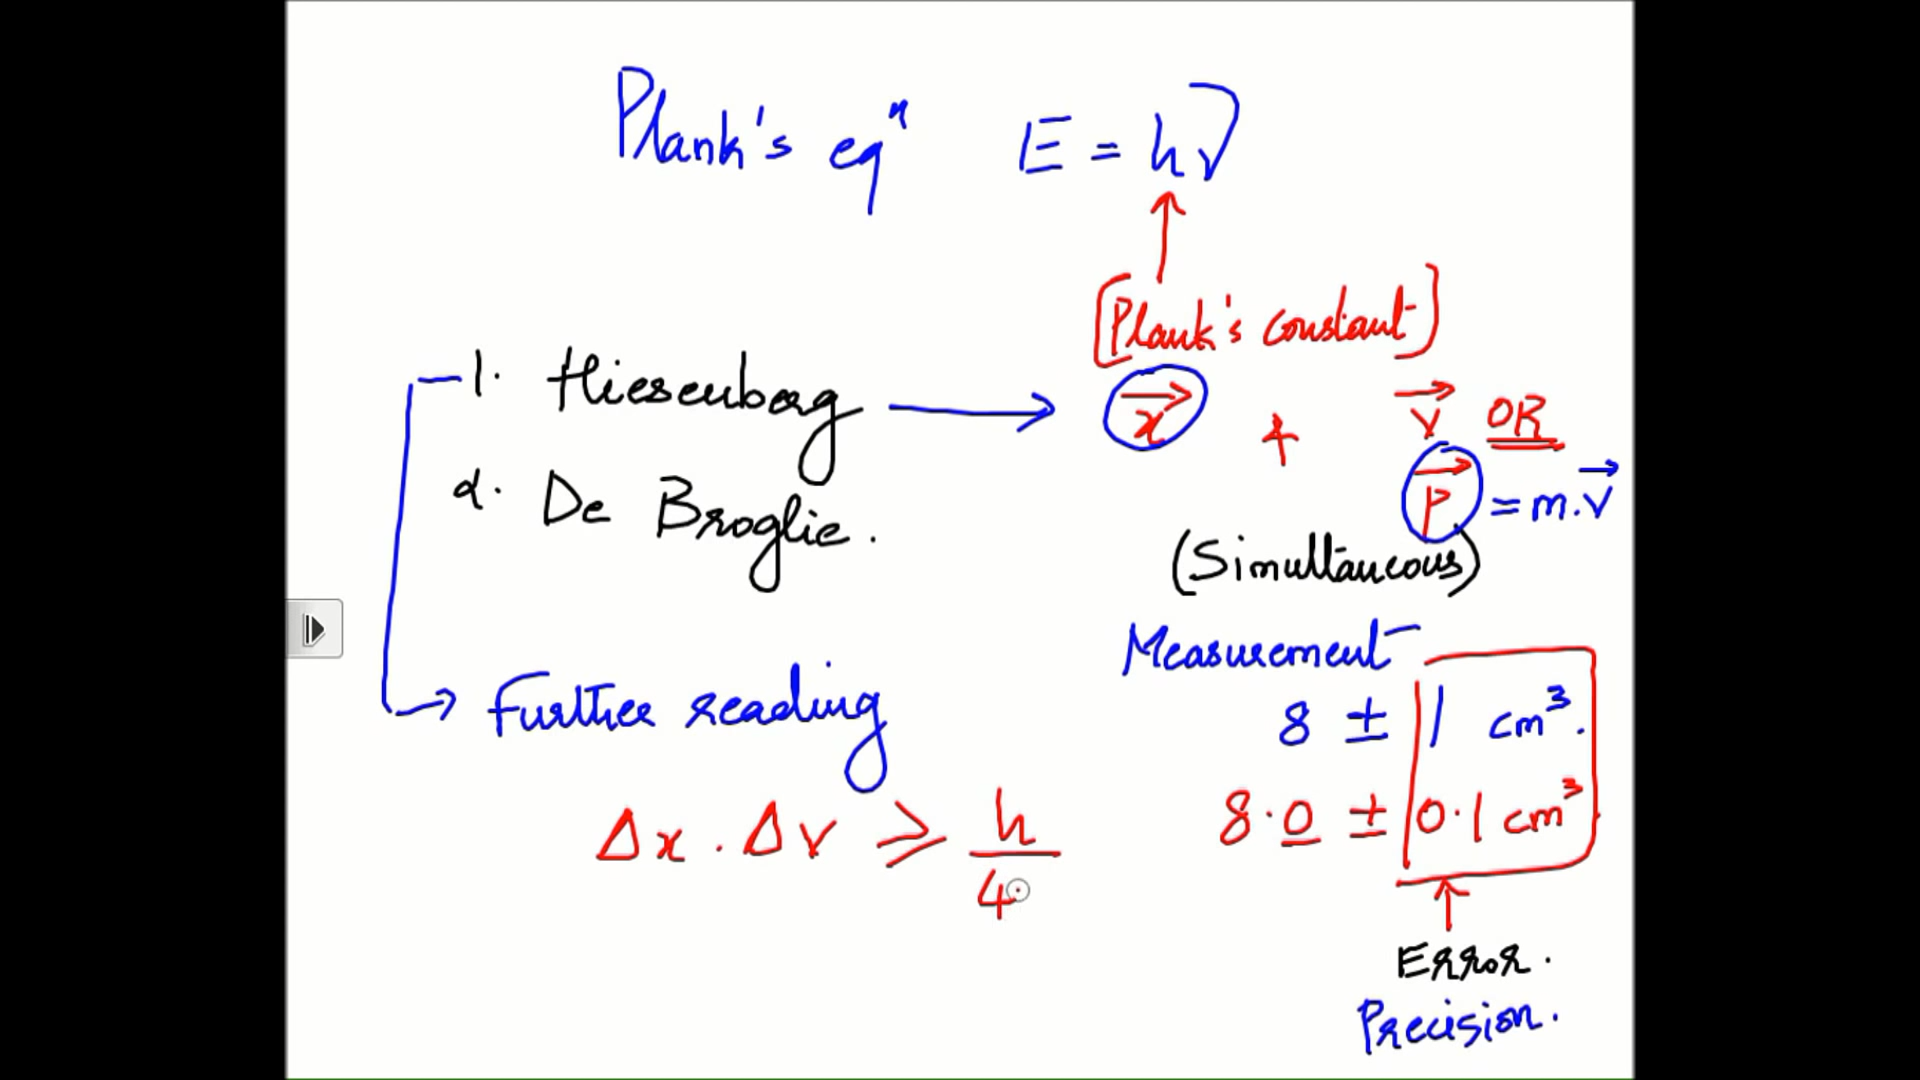 Plank's eqⁿ E = hν
[Plank's constant]
1. Hiesenberg → x⃗ + v⃗ OR
p⃗ = m.v⃗
2. De Broglie.
(Simultaneous)
Measurement
→ Further reading
8 ± 1 cm³.
8.0 ± 0.1 cm³
Δx . Δv ≥ h/4
Error.
Precision.